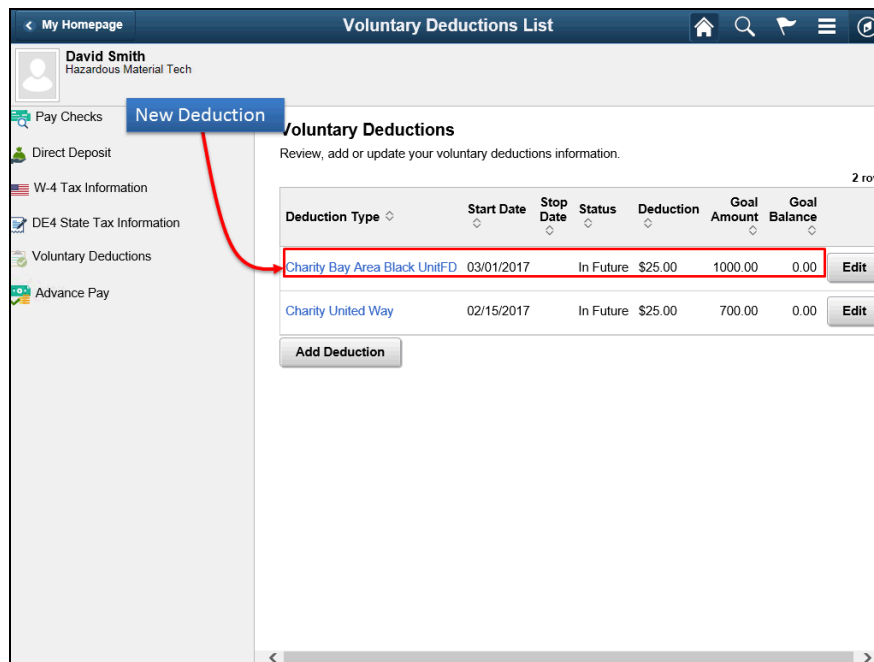 My Homepage
Voluntary Deductions List
David Smith
Hazardous Material Tech
Pay Checks
Direct Deposit
W-4 Tax Information
DE4 State Tax Information
Voluntary Deductions
Advance Pay
New Deduction
Voluntary Deductions
Review, add or update your voluntary deductions information.
2 row
Deduction Type Start Date Stop Date Status Deduction Goal Amount Goal Balance
Charity Bay Area Black UnitFD 03/01/2017 In Future $25.00 1000.00 0.00 Edit
Charity United Way 02/15/2017 In Future $25.00 700.00 0.00 Edit
Add Deduction